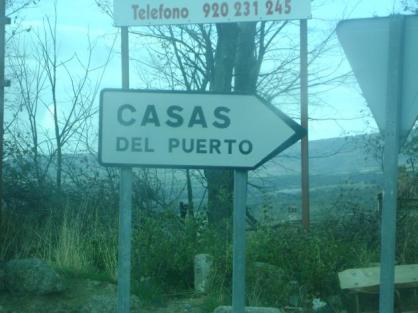 Telefono 920 231 245
CASAS
DEL PUERTO